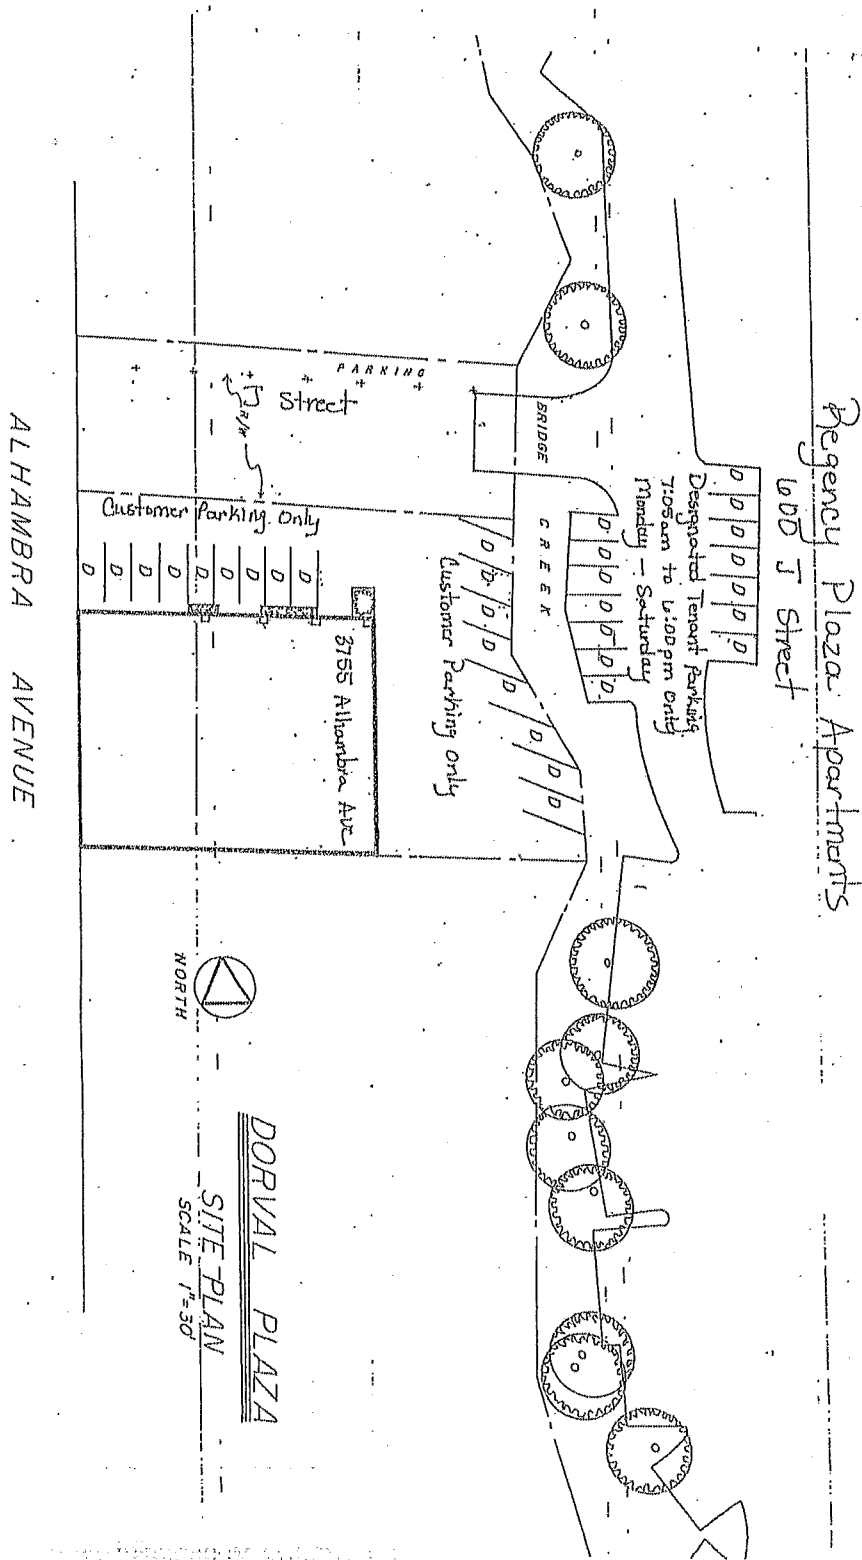 Regency Plaza Apartments
600 J Street
D D D D D D D
Designated Tenant Parking
7:05am to 6:00pm Only
Monday - Saturday
D D D D D D D
BRIDGE
CREEK
PARKING
J Street
R/W
Customer Parking Only
D D D D D D D D D
D D D D D D D
Customer Parking Only
3755 Alhambra Ave
ALHAMBRA AVENUE
NORTH
DORVAL PLAZA
SITE PLAN
SCALE 1"=30'